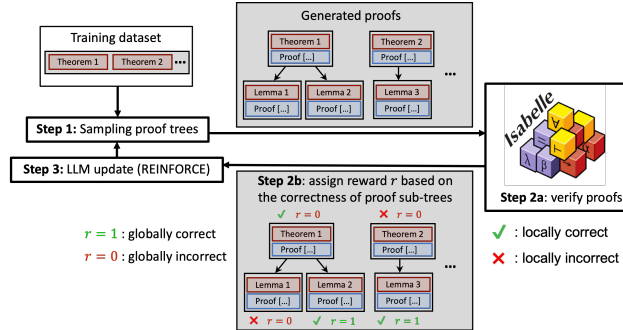 Training dataset
Theorem 1
Theorem 2
•••
Generated proofs
Theorem 1
Proof [...]
Theorem 2
Proof [...]
Lemma 1
Proof [...]
Lemma 2
Proof [...]
Lemma 3
Proof [...]
•••
Step 1: Sampling proof trees
Step 3: LLM update (REINFORCE)
Isabelle
∀
λ
β
Step 2a: verify proofs
Step 2b: assign reward r based on
the correctness of proof sub-trees
✓ r = 0
✗ r = 0
Theorem 1
Proof [...]
Theorem 2
Proof [...]
Lemma 1
Proof [...]
Lemma 2
Proof [...]
Lemma 3
Proof [...]
•••
✗ r = 0
✓ r = 1
✓ r = 1
r = 1 : globally correct
r = 0 : globally incorrect
✓ : locally correct
✗ : locally incorrect